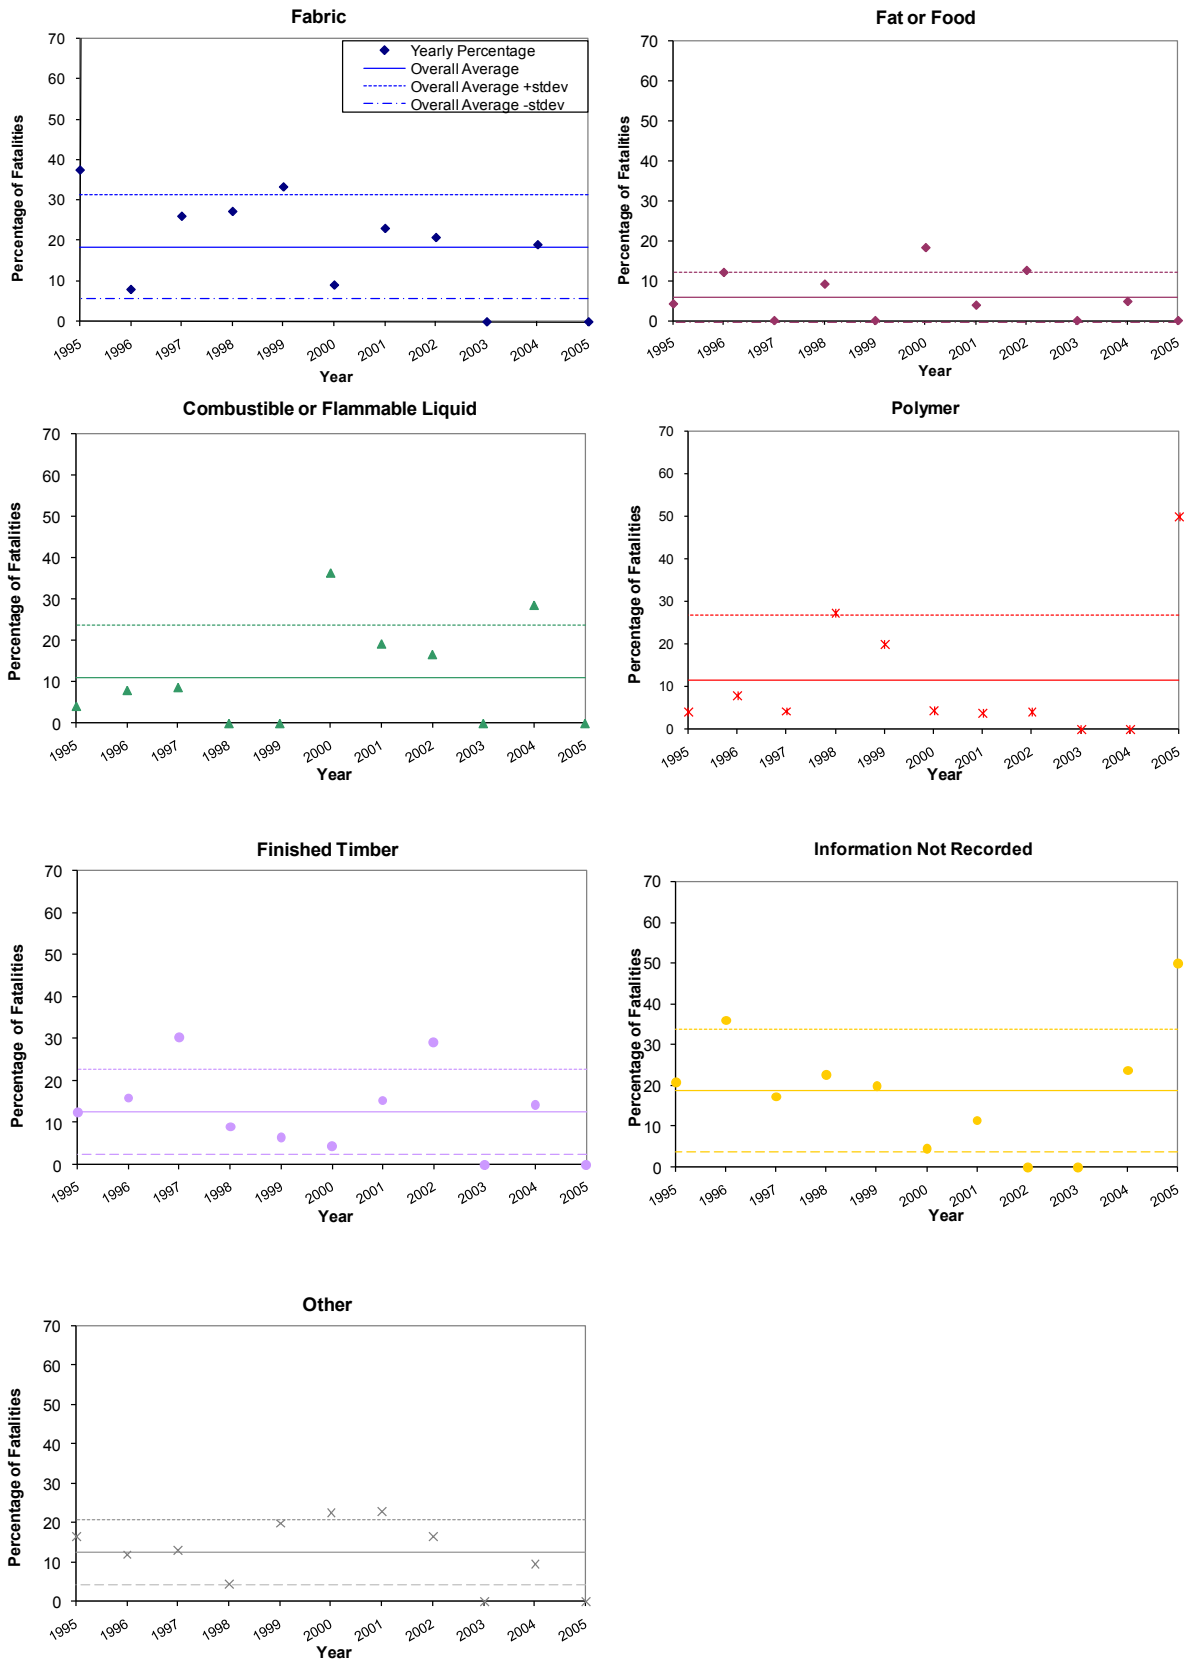 Fabric
Percentage of Fatalities
70
60
50
40
30
20
10
0
Yearly Percentage
Overall Average
Overall Average +stdev
Overall Average -stdev
1995 1996 1997 1998 1999 2000 2001 2002 2003 2004 2005
Year
Fat or Food
Percentage of Fatalities
70
60
50
40
30
20
10
0
1995 1996 1997 1998 1999 2000 2001 2002 2003 2004 2005
Year
Combustible or Flammable Liquid
Percentage of Fatalities
70
60
50
40
30
20
10
0
1995 1996 1997 1998 1999 2000 2001 2002 2003 2004 2005
Year
Polymer
Percentage of Fatalities
70
60
50
40
30
20
10
0
1995 1996 1997 1998 1999 2000 2001 2002 2003 2004 2005
Year
Finished Timber
Percentage of Fatalities
70
60
50
40
30
20
10
0
1995 1996 1997 1998 1999 2000 2001 2002 2003 2004 2005
Year
Information Not Recorded
Percentage of Fatalities
70
60
50
40
30
20
10
0
1995 1996 1997 1998 1999 2000 2001 2002 2003 2004 2005
Year
Other
Percentage of Fatalities
70
60
50
40
30
20
10
0
1995 1996 1997 1998 1999 2000 2001 2002 2003 2004 2005
Year